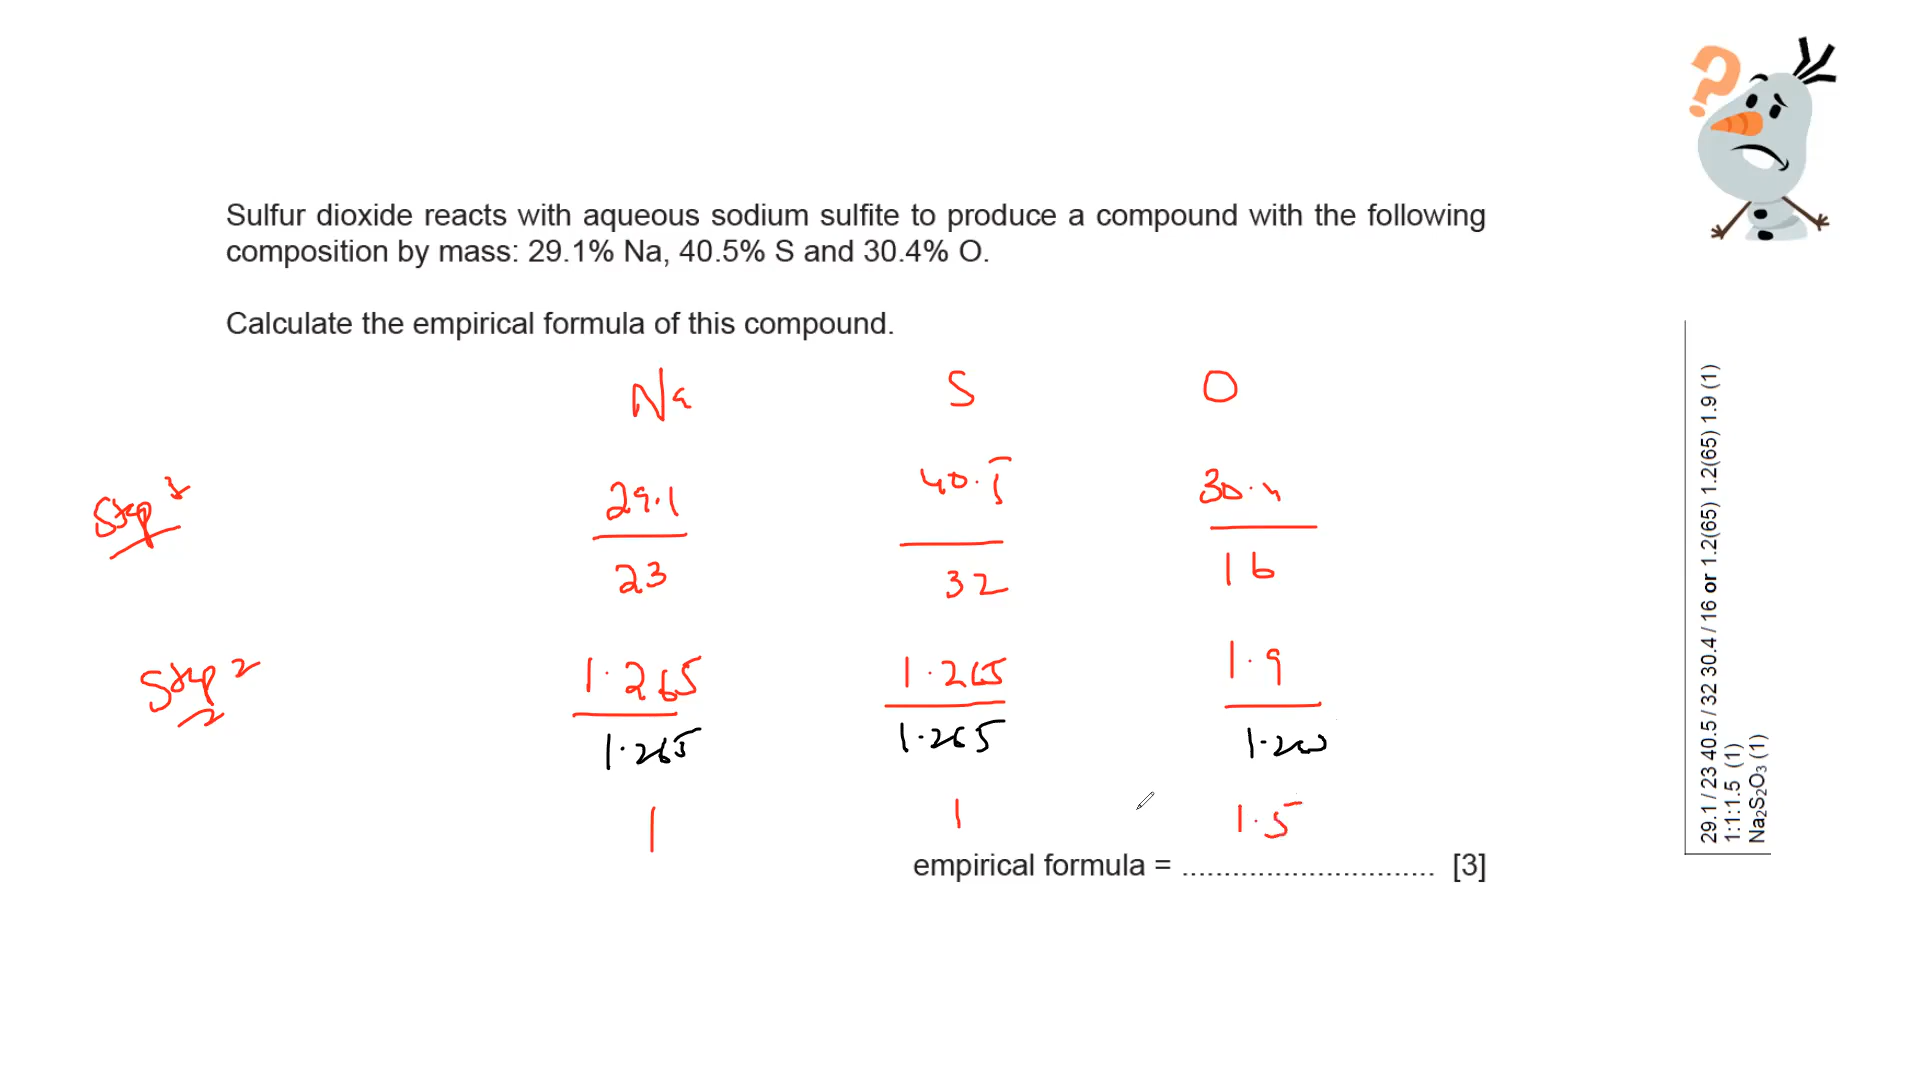 ?
Sulfur dioxide reacts with aqueous sodium sulfite to produce a compound with the following
composition by mass: 29.1% Na, 40.5% S and 30.4% O.
Calculate the empirical formula of this compound.
Na S O
Step 1
29.1 40.5 30.4
23 32 16
Step 2
1.265 1.265 1.9
1.265 1.265
1 1 1.5
empirical formula = .............................. [3]
29.1 / 23 40.5 / 32 30.4 / 16 or 1.2(65) 1.2(65) 1.9 (1)
1:1:1.5 (1)
Na₂S₂O₃ (1)